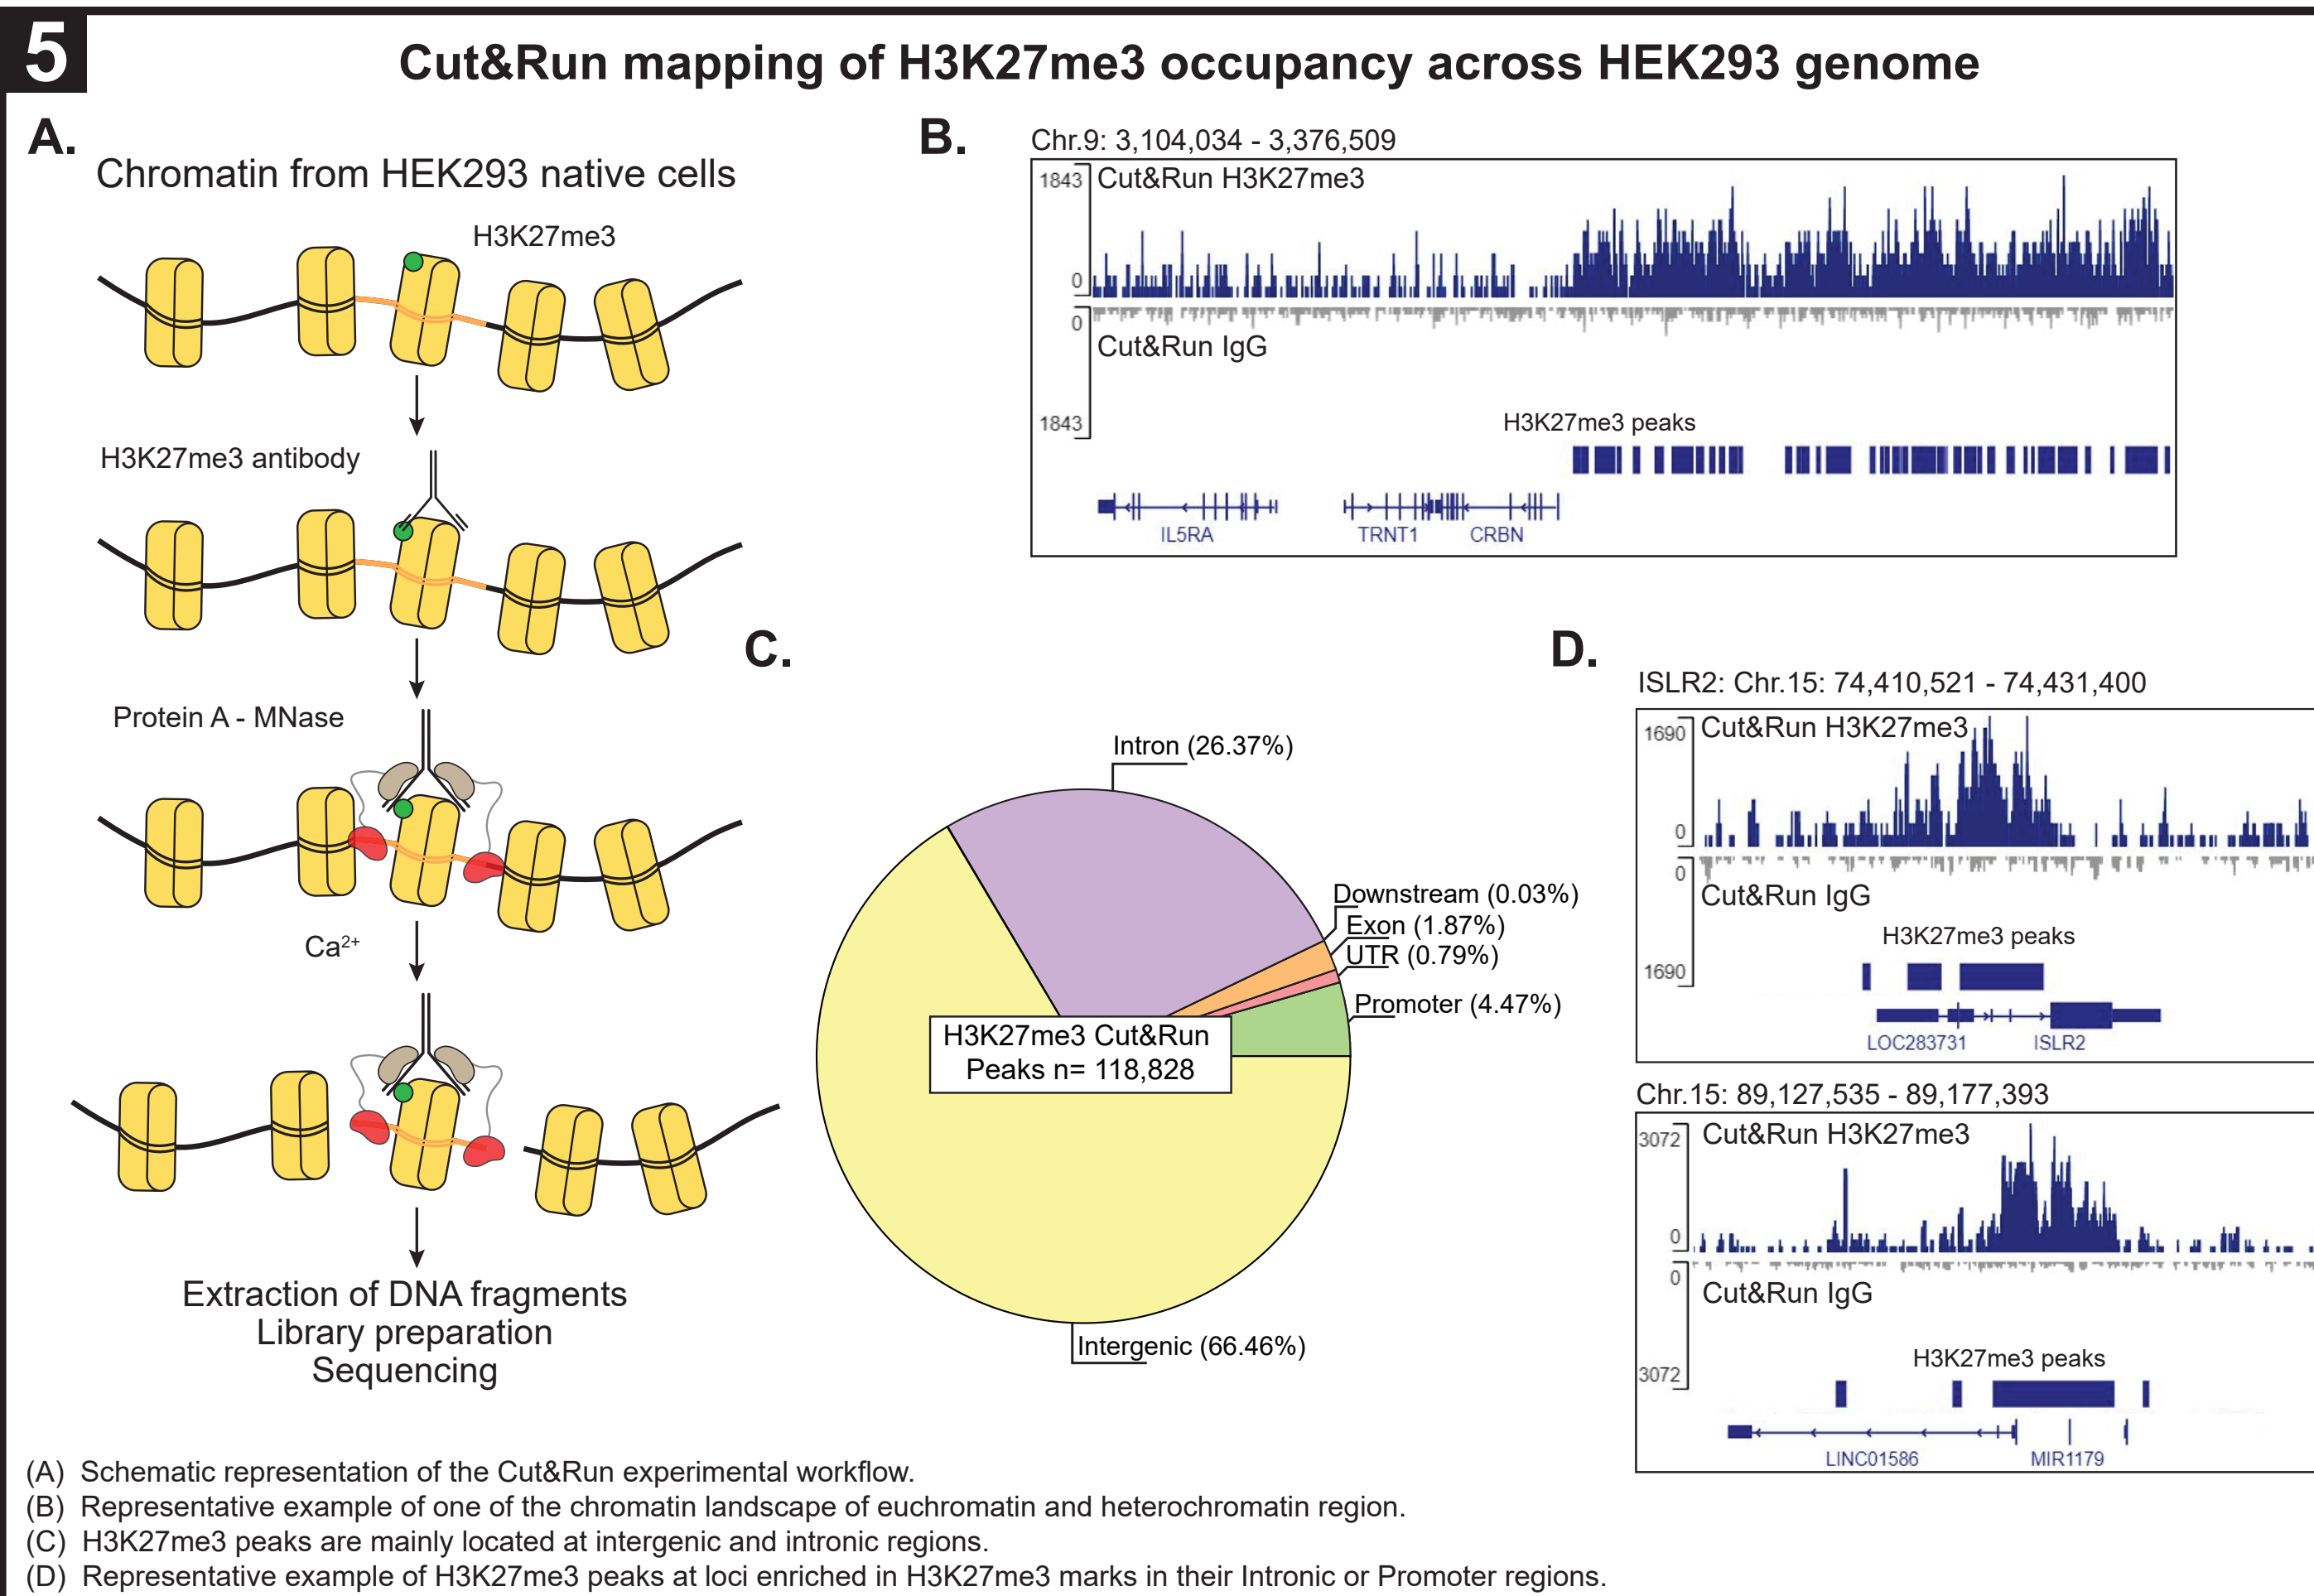 5
Cut&Run mapping of H3K27me3 occupancy across HEK293 genome
A.
Chromatin from HEK293 native cells
H3K27me3
H3K27me3 antibody
Protein A - MNase
Ca2+
Extraction of DNA fragments
Library preparation
Sequencing
B.
Chr.9: 3,104,034 - 3,376,509
1843
Cut&Run H3K27me3
0
0
Cut&Run IgG
1843
H3K27me3 peaks
IL5RA
TRNT1
CRBN
C.
Intron (26.37%)
Downstream (0.03%)
Exon (1.87%)
UTR (0.79%)
Promoter (4.47%)
H3K27me3 Cut&Run
Peaks n= 118,828
Intergenic (66.46%)
D.
ISLR2: Chr.15: 74,410,521 - 74,431,400
1690
Cut&Run H3K27me3
0
0
Cut&Run IgG
H3K27me3 peaks
1690
LOC283731
ISLR2
Chr.15: 89,127,535 - 89,177,393
3072
Cut&Run H3K27me3
0
0
Cut&Run IgG
H3K27me3 peaks
3072
LINC01586
MIR1179
(A) Schematic representation of the Cut&Run experimental workflow.
(B) Representative example of one of the chromatin landscape of euchromatin and heterochromatin region.
(C) H3K27me3 peaks are mainly located at intergenic and intronic regions.
(D) Representative example of H3K27me3 peaks at loci enriched in H3K27me3 marks in their Intronic or Promoter regions.